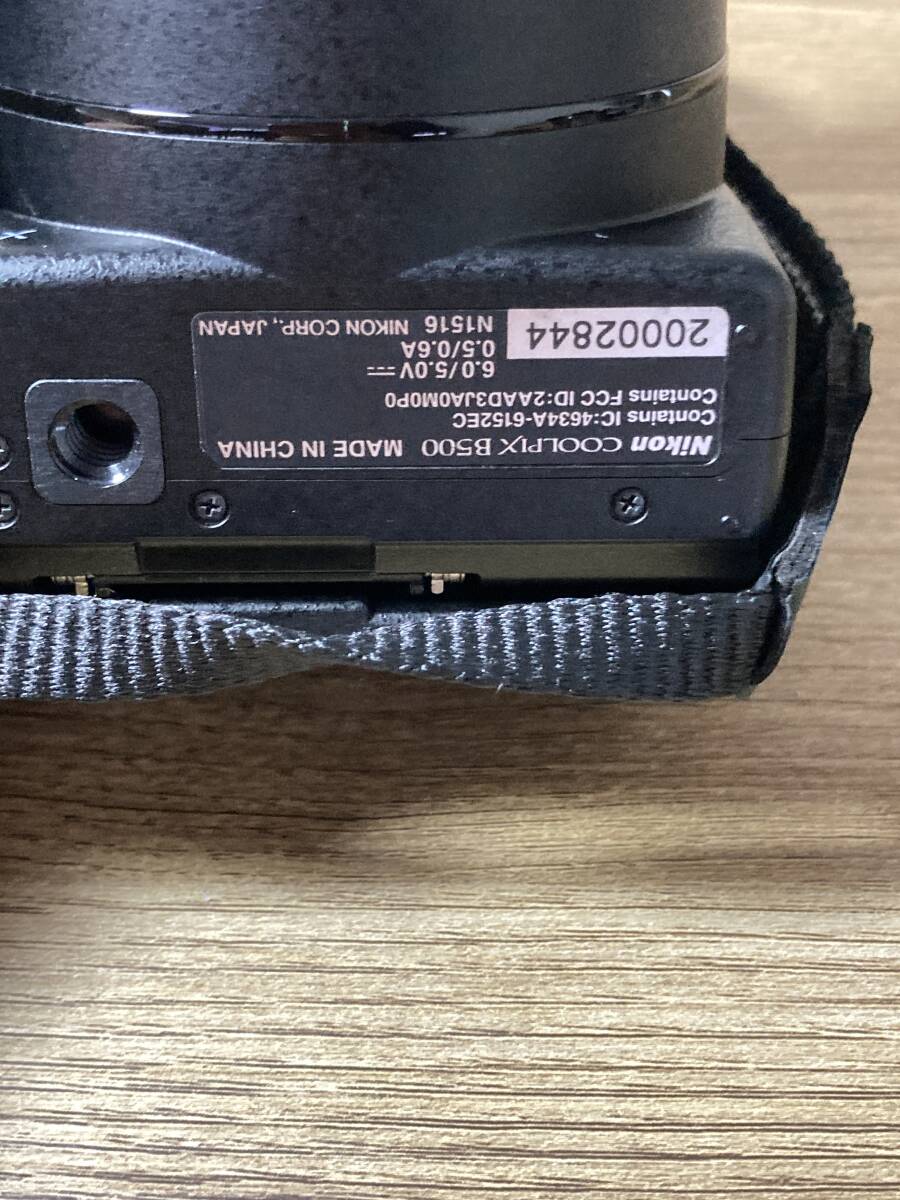 Nikon COOLPIX B500 MADE IN CHINA
Contains IC:4634A-6152EC
Contains FCC ID:2AAD3JA0M0P0
6.0/5.0V ⎓
0.5/0.6A
N1516 NIKON CORP., JAPAN
20002844